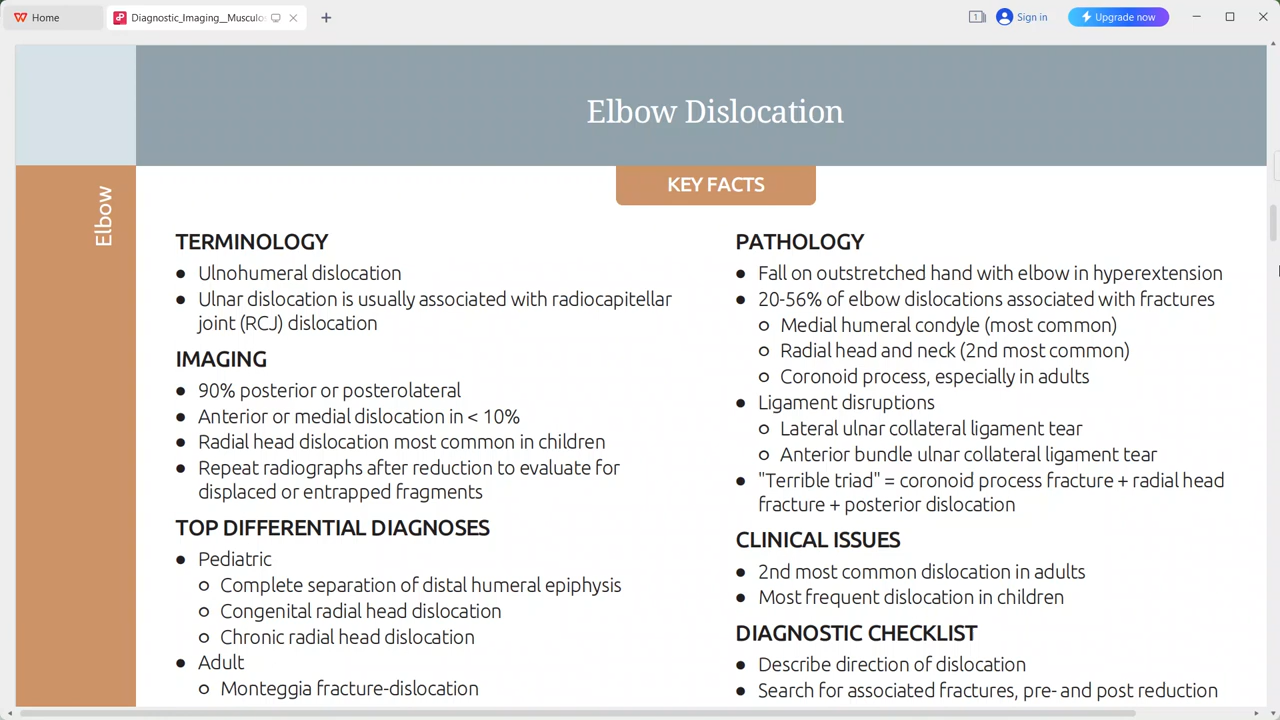 Home
Diagnostic_Imaging__Musculos
1
Sign in
Upgrade now
Elbow Dislocation
Elbow
KEY FACTS
TERMINOLOGY
• Ulnohumeral dislocation
• Ulnar dislocation is usually associated with radiocapitellar
joint (RCJ) dislocation
IMAGING
• 90% posterior or posterolateral
• Anterior or medial dislocation in < 10%
• Radial head dislocation most common in children
• Repeat radiographs after reduction to evaluate for
displaced or entrapped fragments
TOP DIFFERENTIAL DIAGNOSES
• Pediatric
○ Complete separation of distal humeral epiphysis
○ Congenital radial head dislocation
○ Chronic radial head dislocation
• Adult
○ Monteggia fracture-dislocation
PATHOLOGY
• Fall on outstretched hand with elbow in hyperextension
• 20-56% of elbow dislocations associated with fractures
○ Medial humeral condyle (most common)
○ Radial head and neck (2nd most common)
○ Coronoid process, especially in adults
• Ligament disruptions
○ Lateral ulnar collateral ligament tear
○ Anterior bundle ulnar collateral ligament tear
• "Terrible triad" = coronoid process fracture + radial head
fracture + posterior dislocation
CLINICAL ISSUES
• 2nd most common dislocation in adults
• Most frequent dislocation in children
DIAGNOSTIC CHECKLIST
• Describe direction of dislocation
• Search for associated fractures, pre- and post reduction